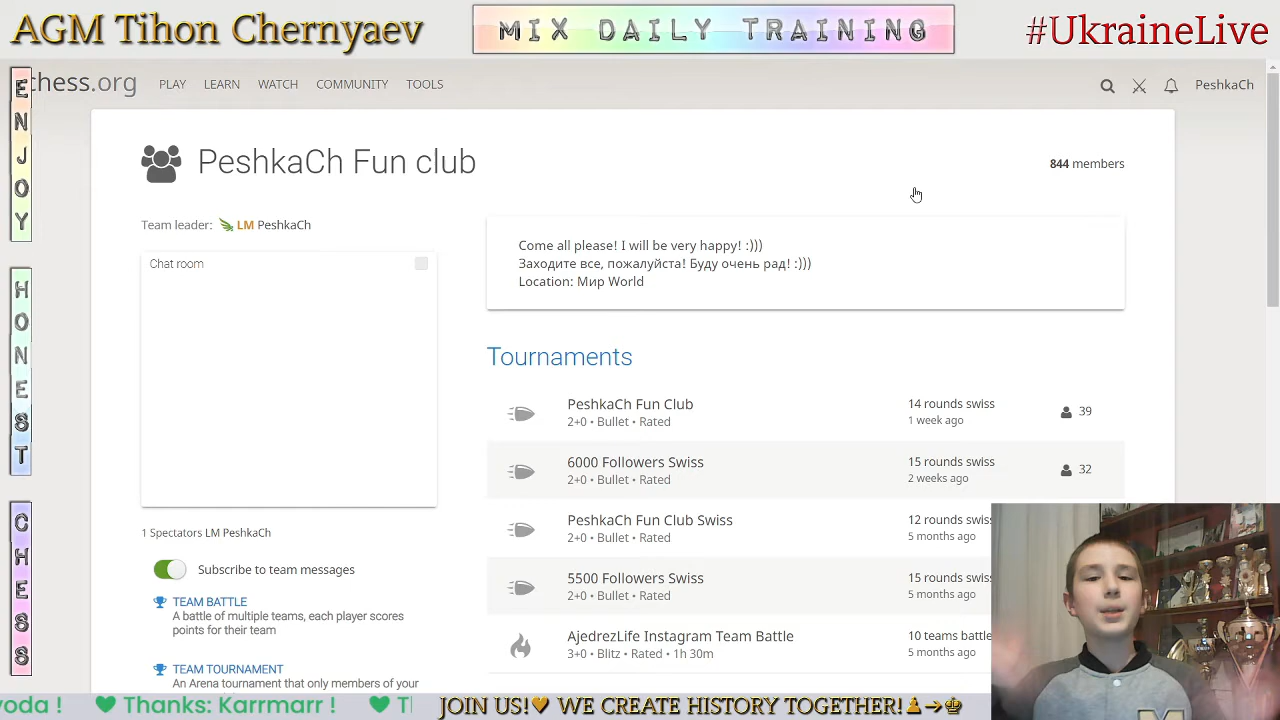 AGM Tihon Chernyaev
MIX DAILY TRAINING
#UkraineLive
ENJOY
HONEST
CHESS
chess.org
PLAY LEARN WATCH COMMUNITY TOOLS
PeshkaCh
PeshkaCh Fun club
844 members
Team leader: LM PeshkaCh
Chat room
Come all please! I will be very happy! :)))
Заходите все, пожалуйста! Буду очень рад! :)))
Location: Мир World
Tournaments
PeshkaCh Fun Club 14 rounds swiss 39
2+0 • Bullet • Rated 1 week ago
6000 Followers Swiss 15 rounds swiss 32
2+0 • Bullet • Rated 2 weeks ago
PeshkaCh Fun Club Swiss 12 rounds swiss
2+0 • Bullet • Rated 5 months ago
5500 Followers Swiss 15 rounds swiss
2+0 • Bullet • Rated 5 months ago
AjedrezLife Instagram Team Battle 10 teams battle
3+0 • Blitz • Rated • 1h 30m 5 months ago
1 Spectators LM PeshkaCh
Subscribe to team messages
TEAM BATTLE
A battle of multiple teams, each player scores
points for their team
TEAM TOURNAMENT
An Arena tournament that only members of your
yoda ! 💚 Thanks: Karrmarr ! 💚 T
JOIN US!🧡 WE CREATE HISTORY TOGETHER!♟→♚